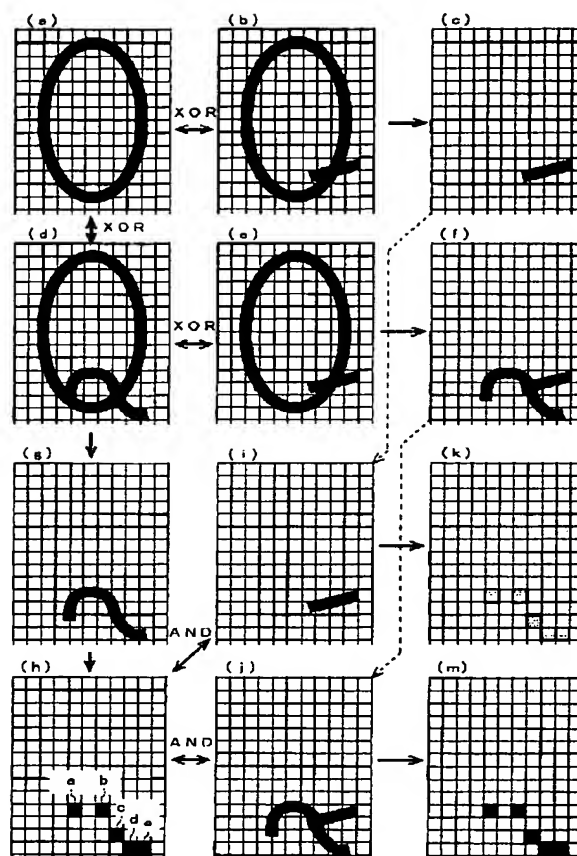 (a) (b) (c)
XOR
XOR
(d) (e) (f)
XOR
(g) (i) (k)
AND
(h) (j) (m)
AND
a b
c
d e